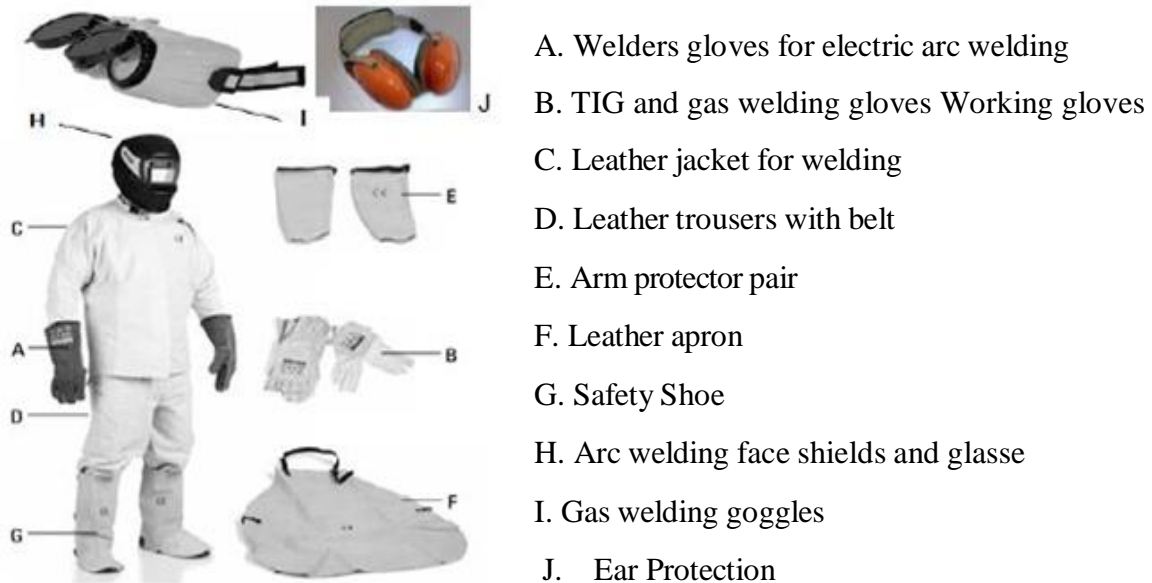 J
I
H
C
E
A
B
D
F
G
A. Welders gloves for electric arc welding
B. TIG and gas welding gloves Working gloves
C. Leather jacket for welding
D. Leather trousers with belt
E. Arm protector pair
F. Leather apron
G. Safety Shoe
H. Arc welding face shields and glasse
I. Gas welding goggles
J. Ear Protection